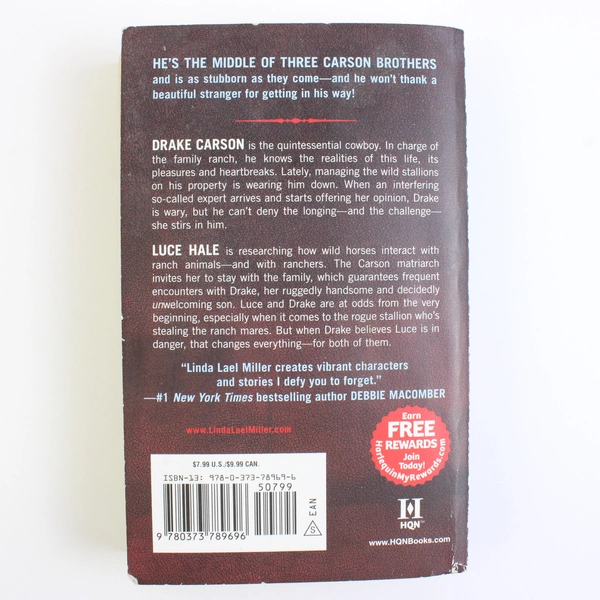 HE'S THE MIDDLE OF THREE CARSON BROTHERS
and is as stubborn as they come—and he won't thank a
beautiful stranger for getting in his way!
DRAKE CARSON is the quintessential cowboy. In charge of
the family ranch, he knows the realities of this life, its
pleasures and heartbreaks. Lately, managing the wild stallions
on his property is wearing him down. When an interfering
so-called expert arrives and starts offering her opinion, Drake
is wary, but he can't deny the longing—and the challenge—
she stirs in him.
LUCE HALE is researching how wild horses interact with
ranch animals—and with ranchers. The Carson matriarch
invites her to stay with the family, which guarantees frequent
encounters with Drake, her ruggedly handsome and decidedly
unwelcoming son. Luce and Drake are at odds from the very
beginning, especially when it comes to the rogue stallion who's
stealing the ranch mares. But when Drake believes Luce is in
danger, that changes everything—for both of them.
“Linda Lael Miller creates vibrant characters
and stories I defy you to forget.”
—#1 New York Times bestselling author DEBBIE MACOMBER
www.LindaLaelMiller.com
Earn
FREE
REWARDS
Join
Today!
HarlequinMyRewards.com
$7.99 U.S./$9.99 CAN.
ISBN-13: 978-0-373-78969-6
50799
9 780373 789696
EAN
S
H
HQN™
www.HQNBooks.com